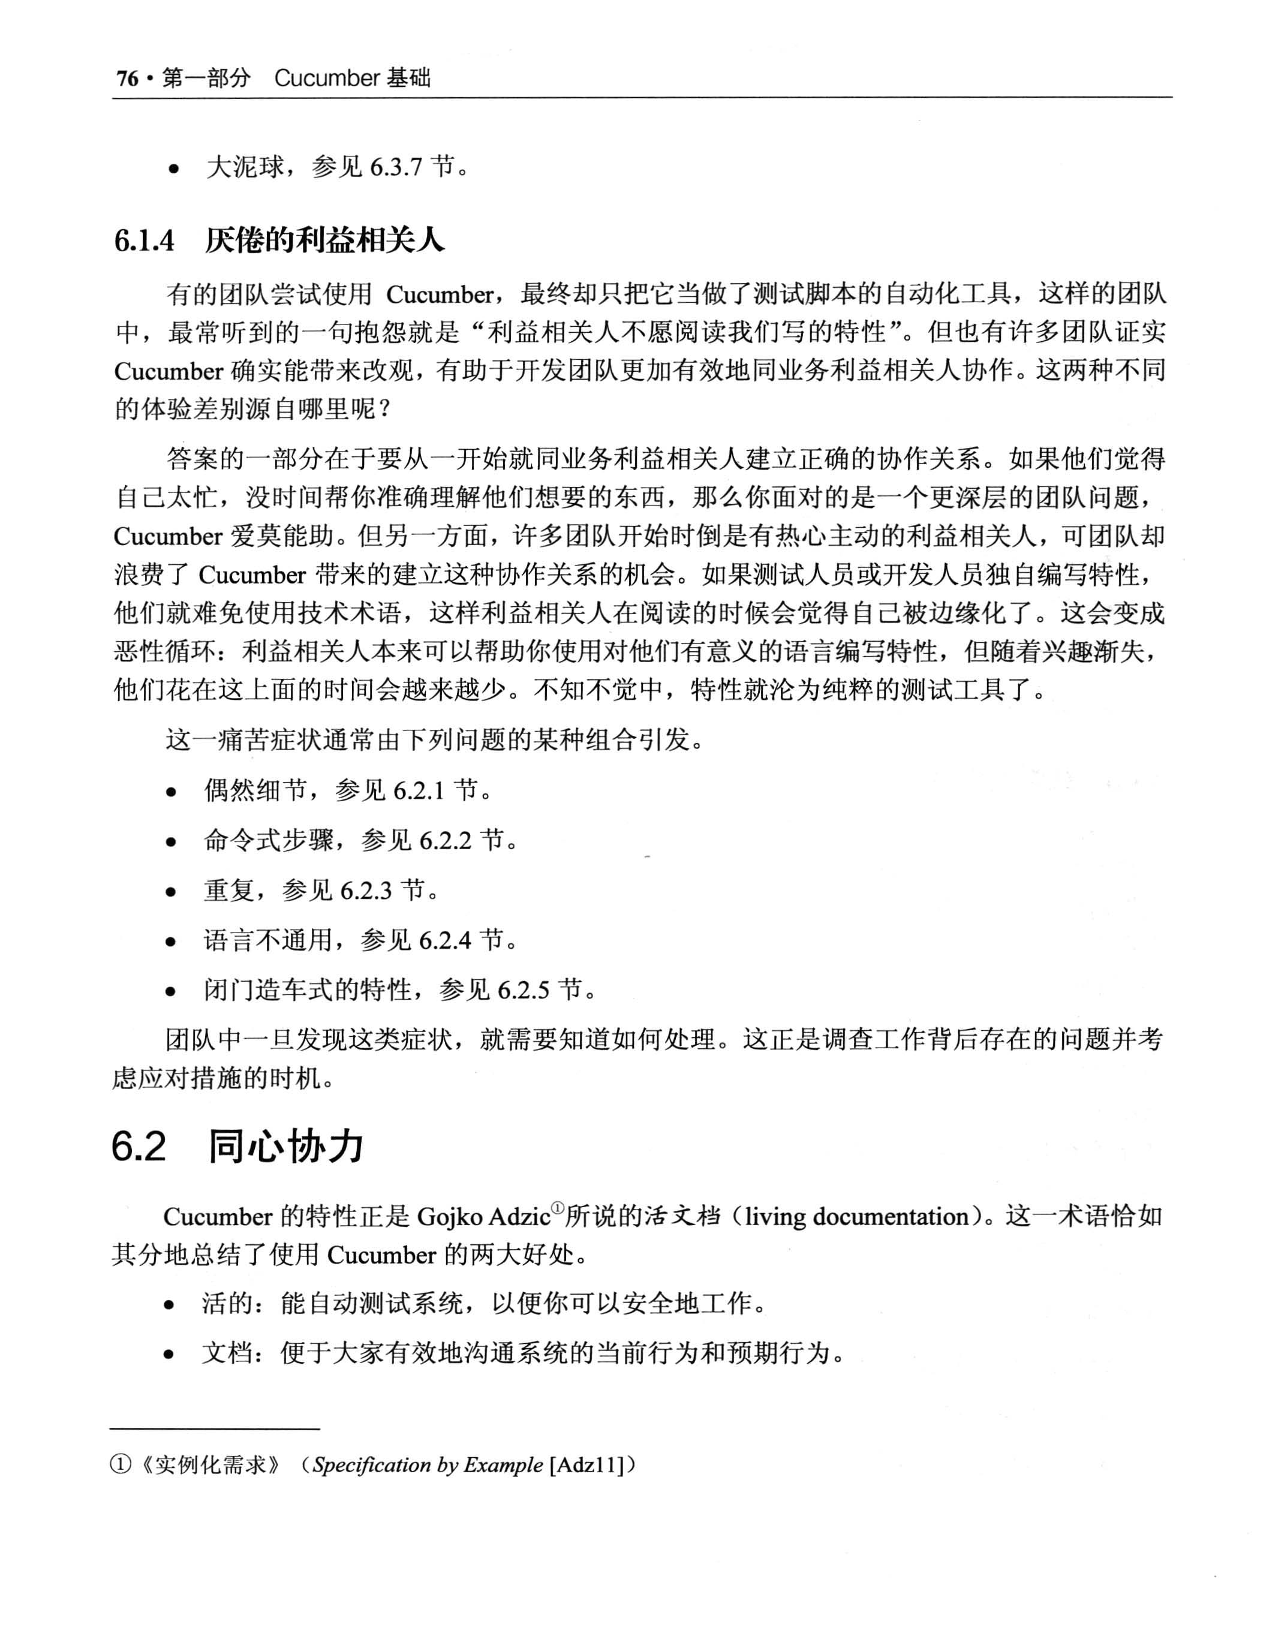 76·第一部分　Cucumber 基础
● 大泥球，参见 6.3.7 节。
6.1.4　厌倦的利益相关人
有的团队尝试使用 Cucumber，最终却只把它当做了测试脚本的自动化工具，这样的团队
中，最常听到的一句抱怨就是“利益相关人不愿阅读我们写的特性”。但也有许多团队证实
Cucumber 确实能带来改观，有助于开发团队更加有效地同业务利益相关人协作。这两种不同
的体验差别源自哪里呢？
答案的一部分在于要从一开始就同业务利益相关人建立正确的协作关系。如果他们觉得
自己太忙，没时间帮你准确理解他们想要的东西，那么你面对的是一个更深层的团队问题，
Cucumber 爱莫能助。但另一方面，许多团队开始时倒是有热心主动的利益相关人，可团队却
浪费了 Cucumber 带来的建立这种协作关系的机会。如果测试人员或开发人员独自编写特性，
他们就难免使用技术术语，这样利益相关人在阅读的时候会觉得自己被边缘化了。这会变成
恶性循环：利益相关人本来可以帮助你使用对他们有意义的语言编写特性，但随着兴趣渐失，
他们花在这上面的时间会越来越少。不知不觉中，特性就沦为纯粹的测试工具了。
这一痛苦症状通常由下列问题的某种组合引发。
● 偶然细节，参见 6.2.1 节。
● 命令式步骤，参见 6.2.2 节。
● 重复，参见 6.2.3 节。
● 语言不通用，参见 6.2.4 节。
● 闭门造车式的特性，参见 6.2.5 节。
团队中一旦发现这类症状，就需要知道如何处理。这正是调查工作背后存在的问题并考
虑应对措施的时机。
6.2　同心协力
Cucumber 的特性正是 Gojko Adzic①所说的活文档（living documentation）。这一术语恰如
其分地总结了使用 Cucumber 的两大好处。
● 活的：能自动测试系统，以便你可以安全地工作。
● 文档：便于大家有效地沟通系统的当前行为和预期行为。
①《实例化需求》（Specification by Example [Adz11]）